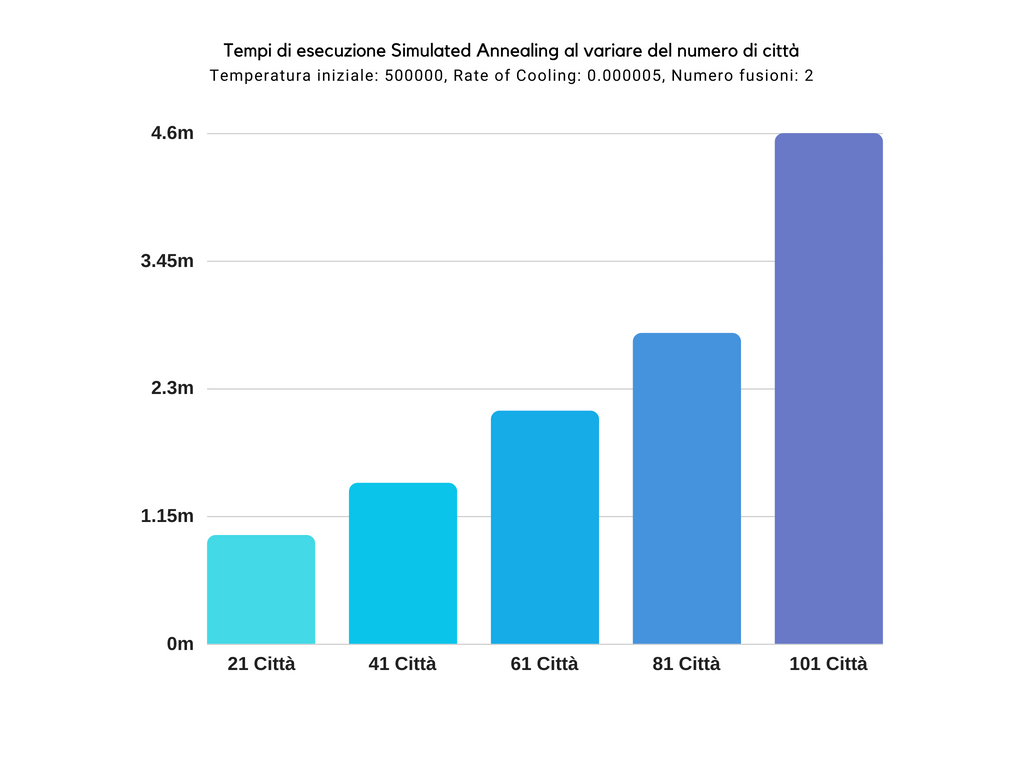 Tempi di esecuzione Simulated Annealing al variare del numero di città
Temperatura iniziale: 500000, Rate of Cooling: 0.000005, Numero fusioni: 2
4.6m
3.45m
2.3m
1.15m
0m
21 Città
41 Città
61 Città
81 Città
101 Città